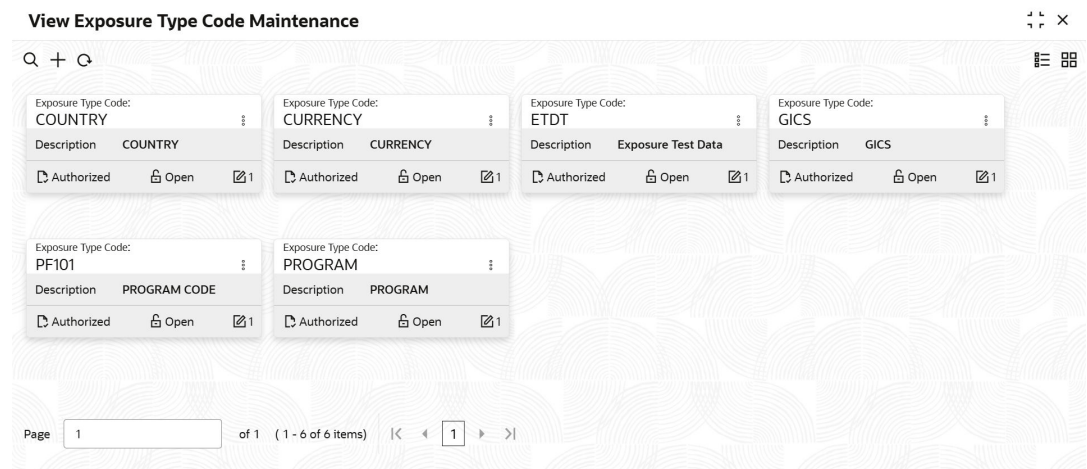 View Exposure Type Code Maintenance
Exposure Type Code: Exposure Type Code: Exposure Type Code: Exposure Type Code:
COUNTRY CURRENCY ETDT GICS
Description COUNTRY Description CURRENCY Description Exposure Test Data Description GICS
Authorized Open 1 Authorized Open 1 Authorized Open 1 Authorized Open 1
Exposure Type Code: Exposure Type Code:
PF101 PROGRAM
Description PROGRAM CODE Description PROGRAM
Authorized Open 1 Authorized Open 1
Page 1 of 1 ( 1 - 6 of 6 items) 1